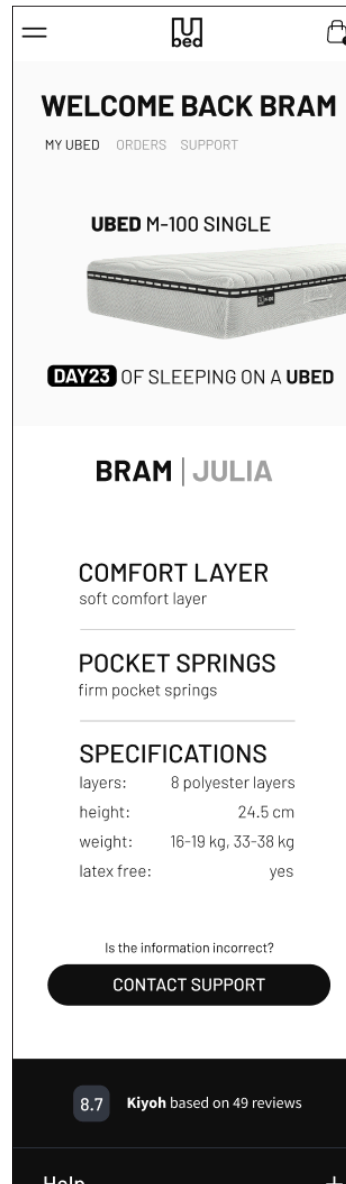 U
bed
WELCOME BACK BRAM
MY UBED ORDERS SUPPORT
UBED M-100 SINGLE
DAY23 OF SLEEPING ON A UBED
BRAM | JULIA
COMFORT LAYER
soft comfort layer
POCKET SPRINGS
firm pocket springs
SPECIFICATIONS
layers: 8 polyester layers
height: 24.5 cm
weight: 16-19 kg, 33-38 kg
latex free: yes
Is the information incorrect?
CONTACT SUPPORT
8.7 Kiyoh based on 49 reviews
Help +